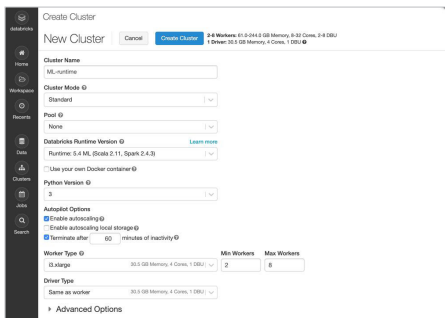 databricks
Home
Workspace
Recents
Data
Clusters
Jobs
Search
Create Cluster
New Cluster
Cancel
Create Cluster
2-8 Workers: 61.0-244.0 GB Memory, 8-32 Cores, 2-8 DBU
1 Driver: 30.5 GB Memory, 4 Cores, 1 DBU
Cluster Name
ML-runtime
Cluster Mode
Standard
Pool
None
Databricks Runtime Version Learn more
Runtime: 5.4 ML (Scala 2.11, Spark 2.4.3)
Use your own Docker container
Python Version
3
Autopilot Options
Enable autoscaling
Enable autoscaling local storage
Terminate after 60 minutes of inactivity
Worker Type Min Workers Max Workers
i3.xlarge 30.5 GB Memory, 4 Cores, 1 DBU 2 8
Driver Type
Same as worker 30.5 GB Memory, 4 Cores, 1 DBU
Advanced Options